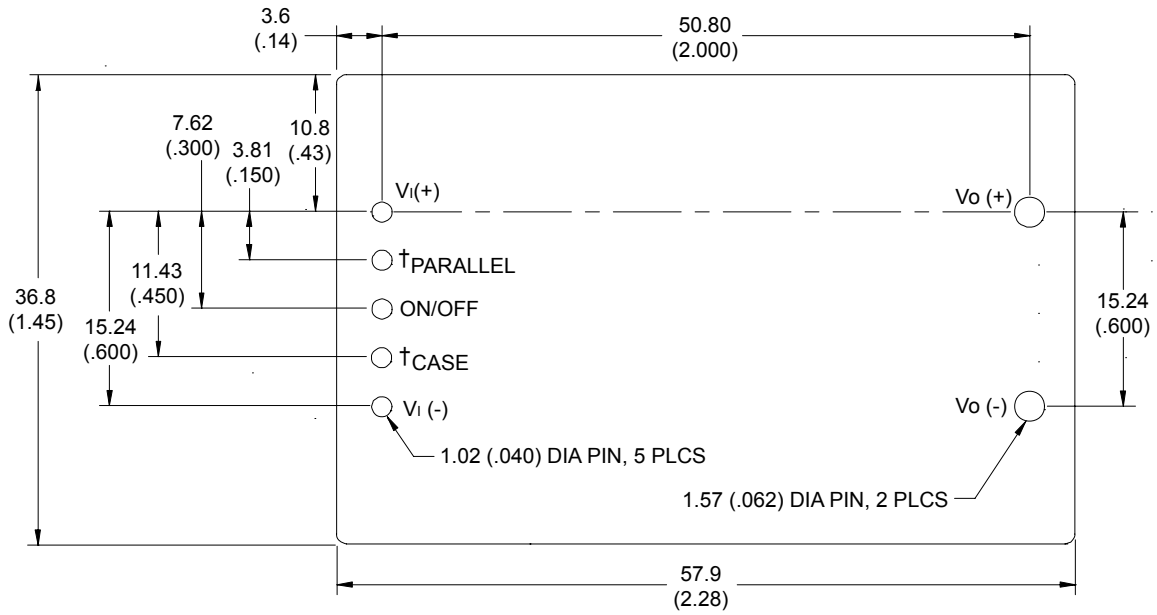 3.6
(.14)
50.80
(2.000)
7.62
(.300)
3.81
(.150)
10.8
(.43)
VI(+)
Vo (+)
†PARALLEL
11.43
(.450)
36.8
(1.45)
ON/OFF
15.24
(.600)
15.24
(.600)
†CASE
VI (-)
Vo (-)
1.02 (.040) DIA PIN, 5 PLCS
1.57 (.062) DIA PIN, 2 PLCS
57.9
(2.28)